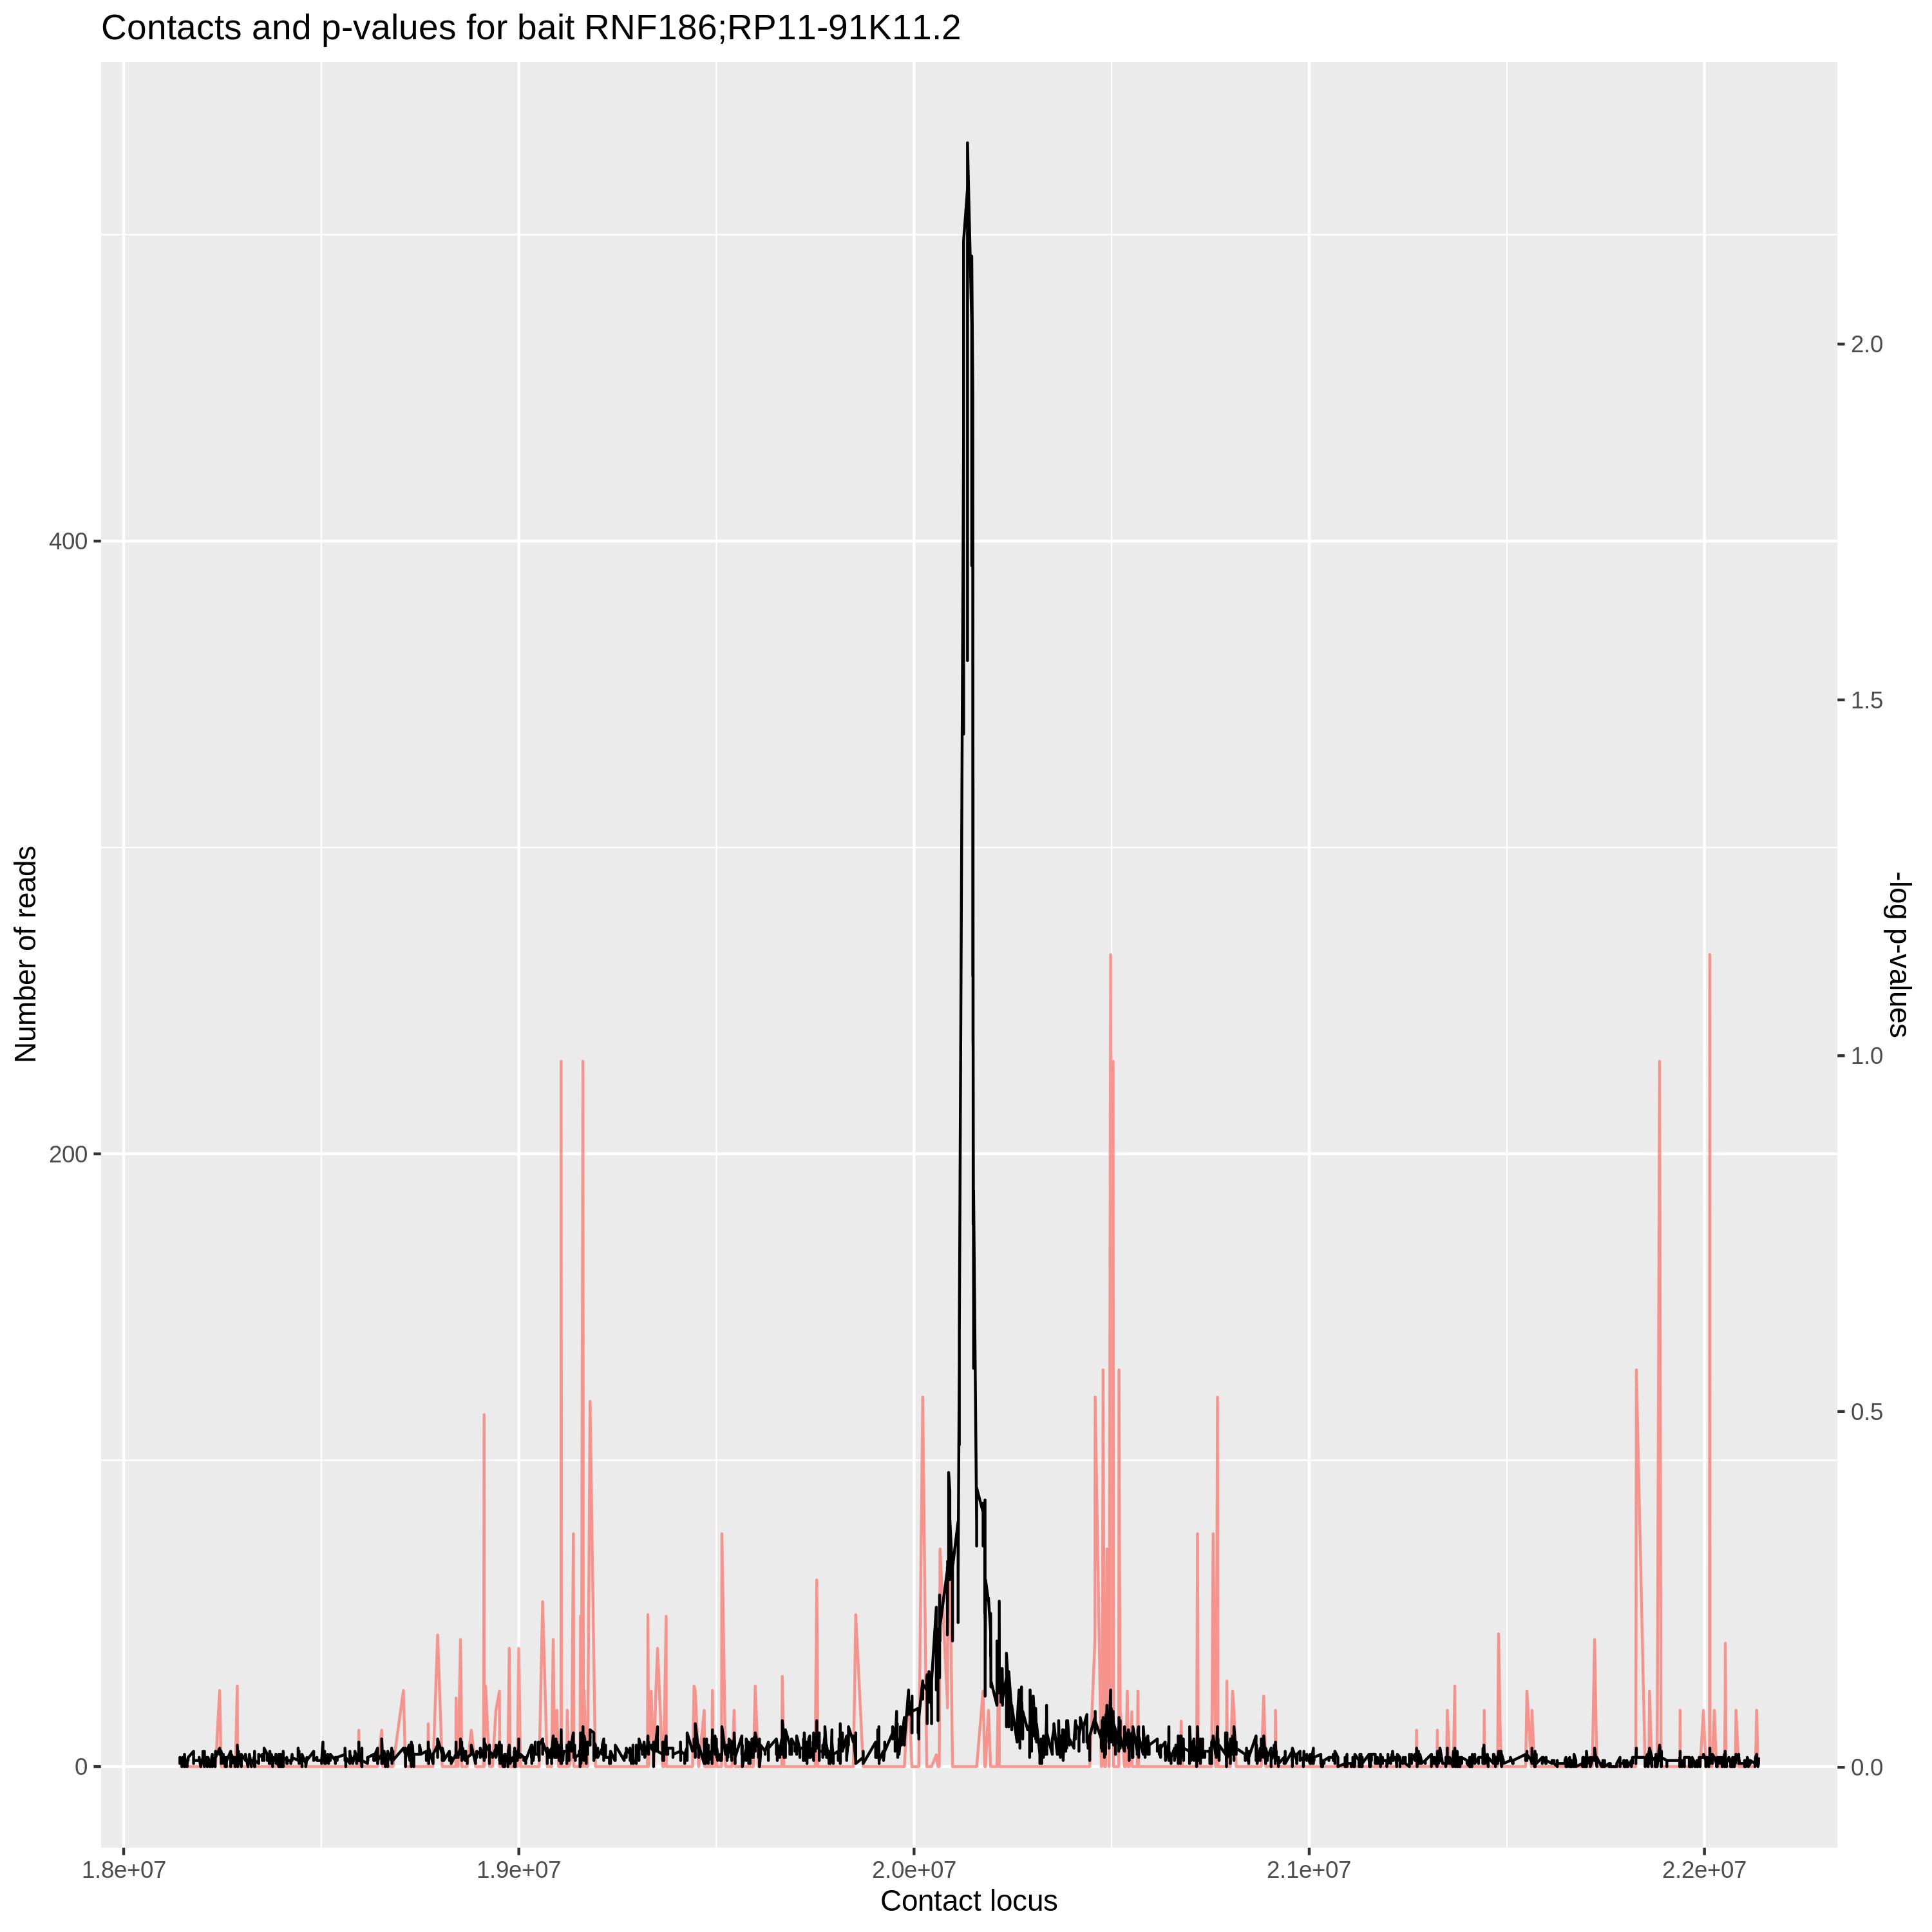 Contacts and p-values for bait RNF186;RP11-91K11.2
Number of reads
400
200
0
2.0
1.5
1.0
0.5
0.0
-log p-values
1.8e+07
1.9e+07
2.0e+07
2.1e+07
2.2e+07
Contact locus